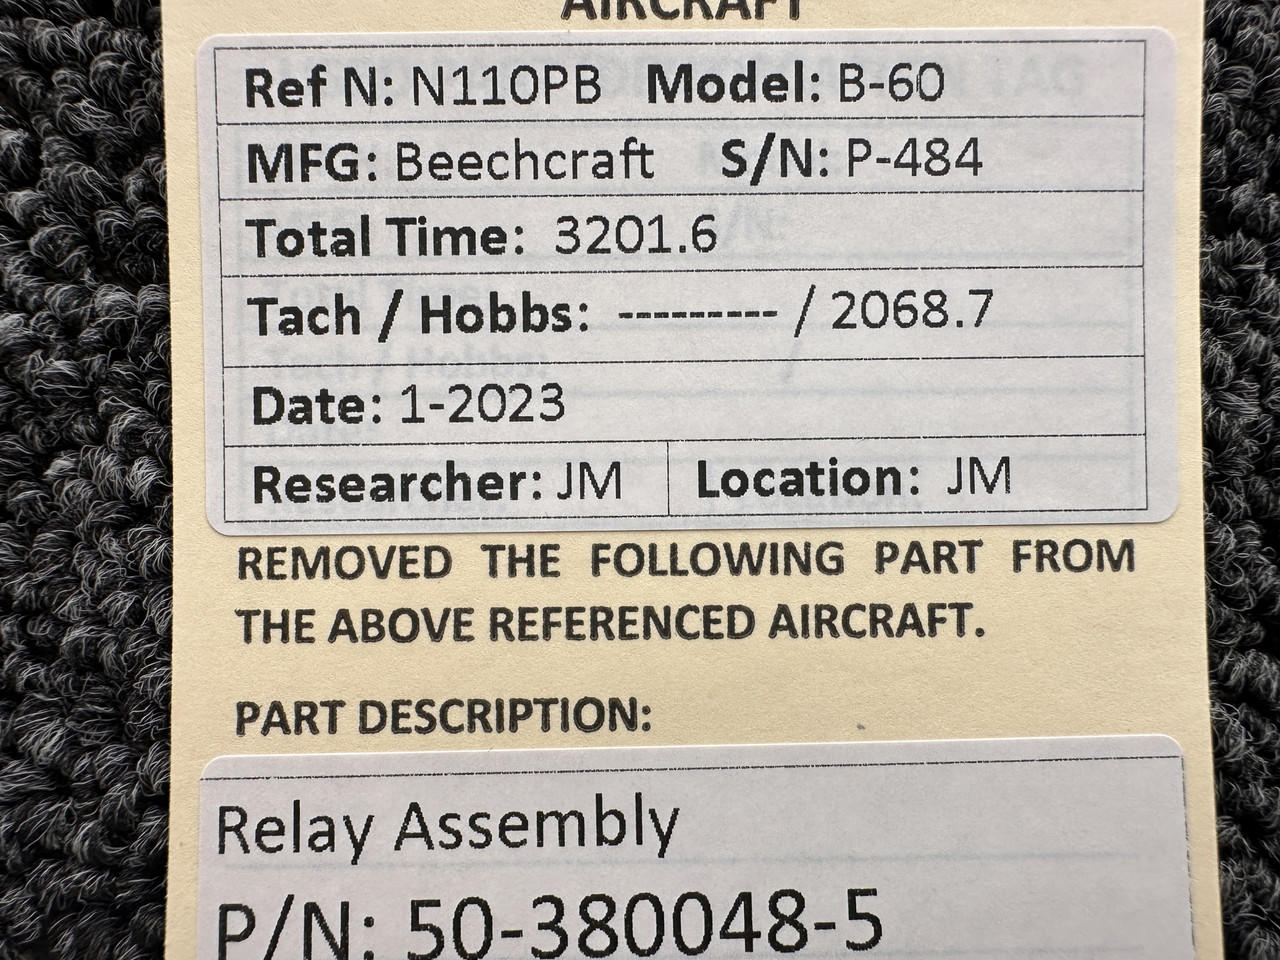 AIRCRAFT
Ref N: N110PB Model: B-60
MFG: Beechcraft S/N: P-484
Total Time: 3201.6
Tach / Hobbs: --------- / 2068.7
Date: 1-2023
Researcher: JM Location: JM
REMOVED THE FOLLOWING PART FROM
THE ABOVE REFERENCED AIRCRAFT.
PART DESCRIPTION:
Relay Assembly
P/N: 50-380048-5